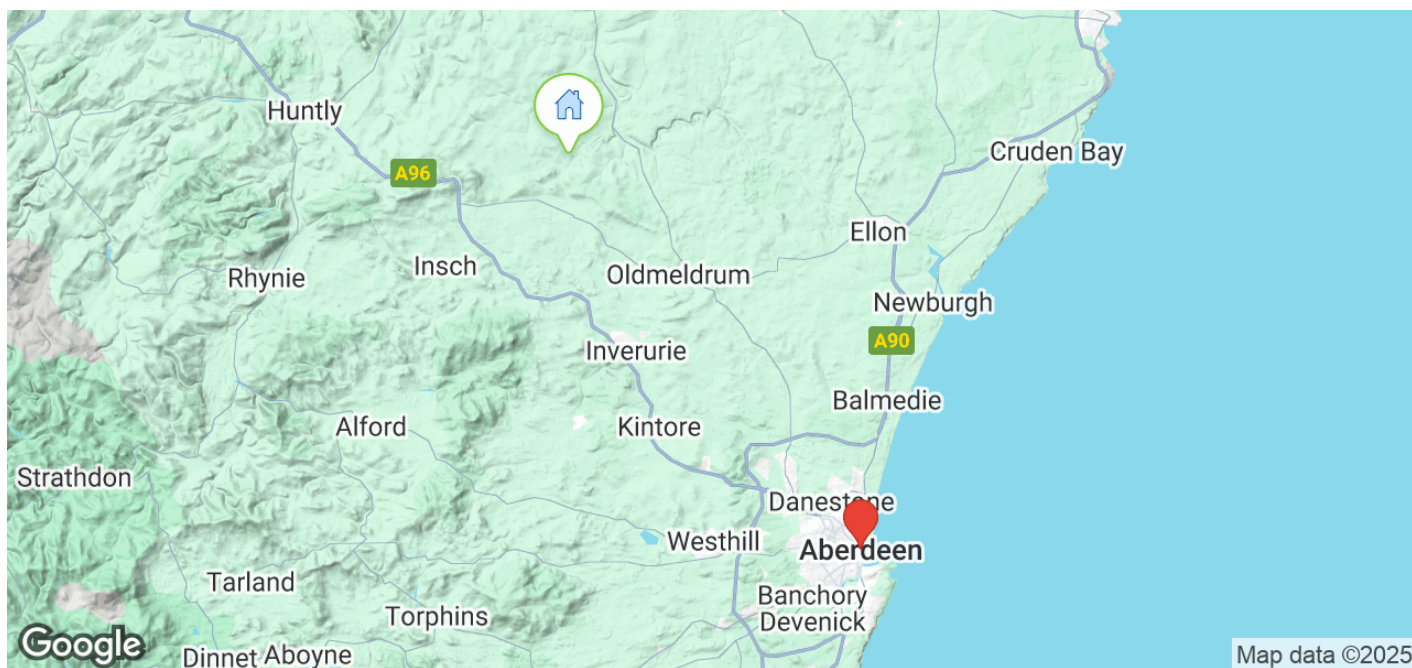 Huntly
Cruden Bay
A96
Ellon
Insch
Oldmeldrum
Rhynie
Newburgh
A90
Inverurie
Balmedie
Alford
Kintore
Strathdon
Danestone
Westhill
Aberdeen
Tarland
Banchory
Devenick
Torphins
Google
Dinnet
Aboyne
Map data ©2025